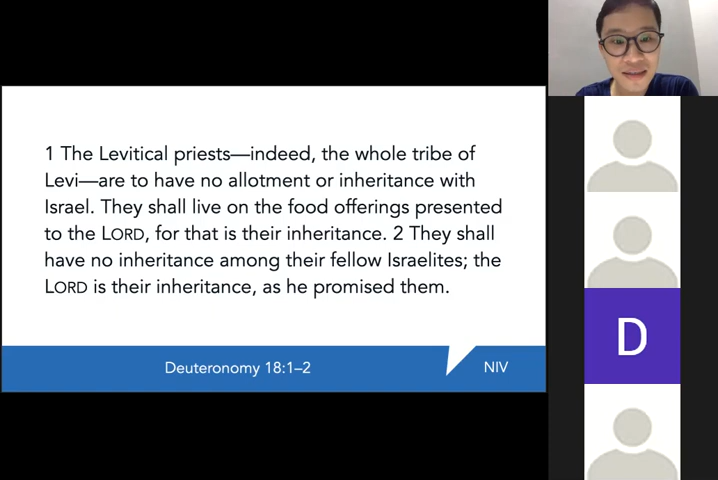 1 The Levitical priests—indeed, the whole tribe of
Levi—are to have no allotment or inheritance with
Israel. They shall live on the food offerings presented
to the LORD, for that is their inheritance. 2 They shall
have no inheritance among their fellow Israelites; the
LORD is their inheritance, as he promised them.
Deuteronomy 18:1–2
NIV
D